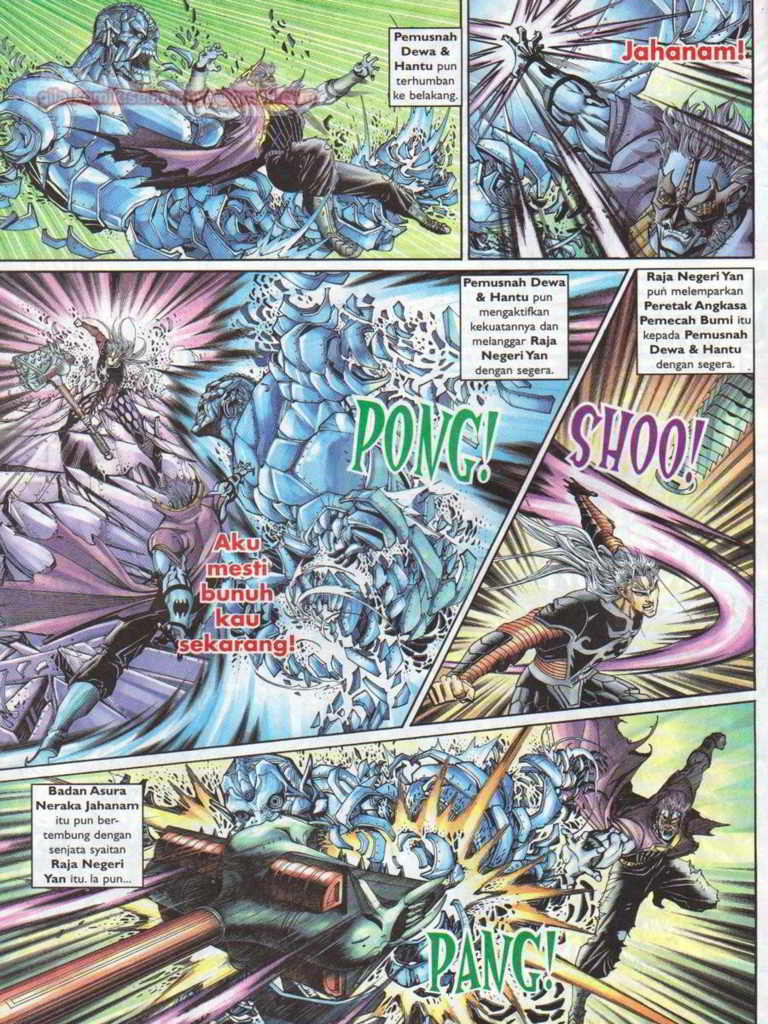 Pemusnah
Dewa &
Hantu pun
terhumban
ke belakang.
Jahanam!
Pemusnah Dewa
& Hantu pun
mengaktifkan
kekuatannya dan
melanggar Raja
Negeri Yan
dengan segera.
Raja Negeri Yan
pun melemparkan
Peretak Angkasa
Pemecah Bumi itu
kepada Pemusnah
Dewa & Hantu
dengan segera.
PONG!
SHOO!
Aku
mesti
bunuh
kau
sekarang!
Badan Asura
Neraka Jahanam
itu pun ber-
tembung dengan
senjata syaitan
Raja Negeri
Yan itu. Ia pun...
PANG!